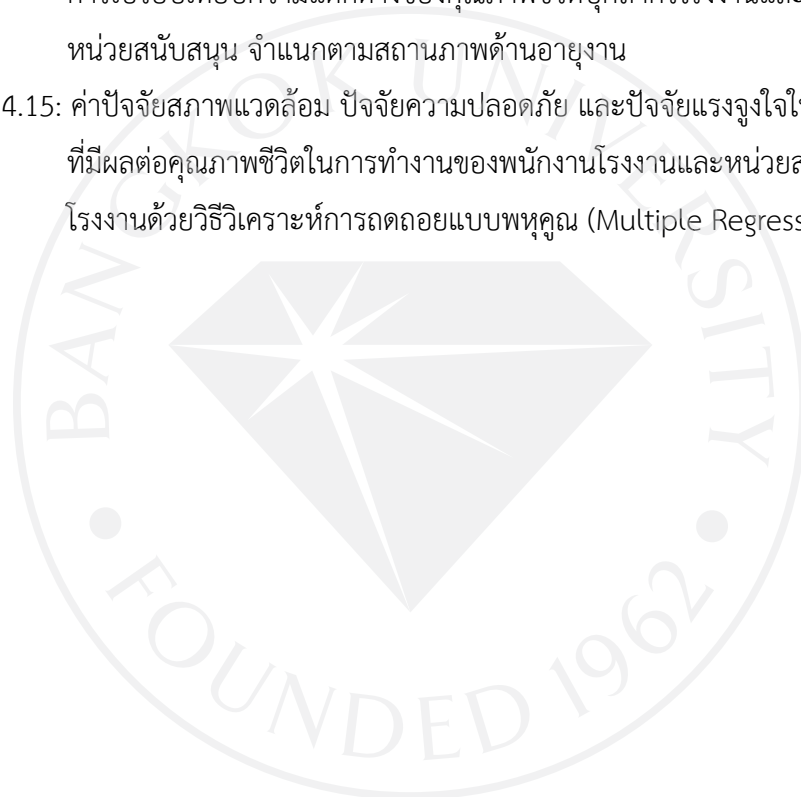 หน่วยสนับสนุน จำแนกตามสถานภาพด้านอายุงาน
4.15: ค่าปัจจัยสภาพแวดล้อม ปัจจัยความปลอดภัย และปัจจัยแรงจูงใจใ
ที่มีผลต่อคุณภาพชีวิตในการทำงานของพนักงานโรงงานและหน่วยส
โรงงานด้วยวิธีวิเคราะห์การถดถอยแบบพหุคูณ (Multiple Regress
BANGKOK UNIVERSITY
• FOUNDED 1962 •